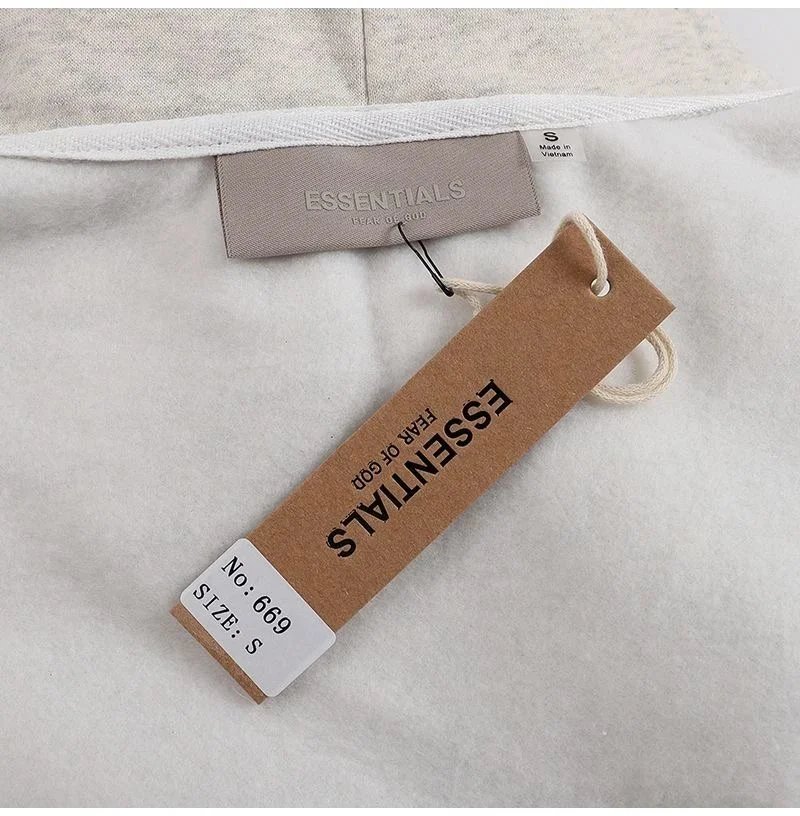 ESSENTIALS
FEAR OF GOD
S
Made in
Vietnam
ESSENTIALS
FEAR OF GOD
No: 669
SIZE: S